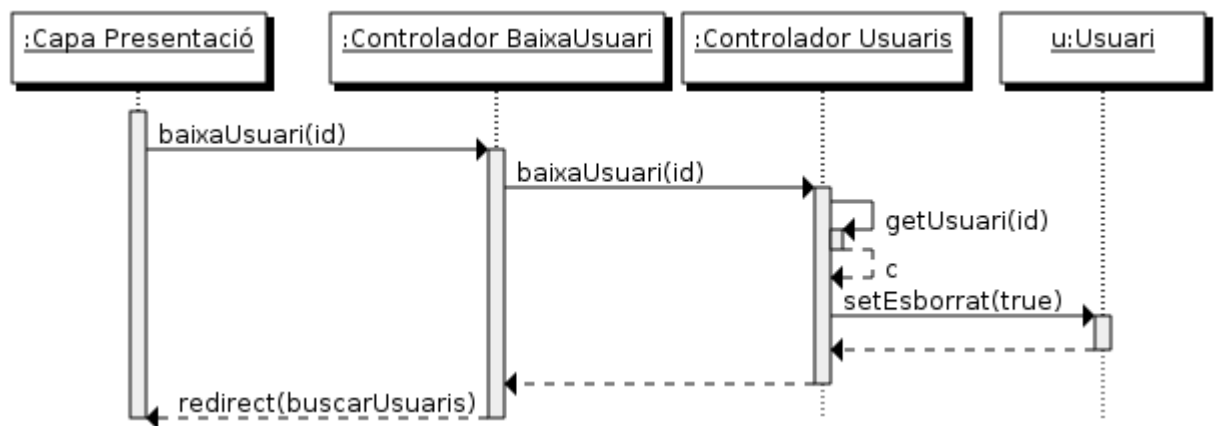 :Capa Presentació
:Controlador BaixaUsuari
:Controlador Usuaris
u:Usuari
baixaUsuari(id)
baixaUsuari(id)
getUsuari(id)
c
setEsborrat(true)
redirect(buscarUsuaris)